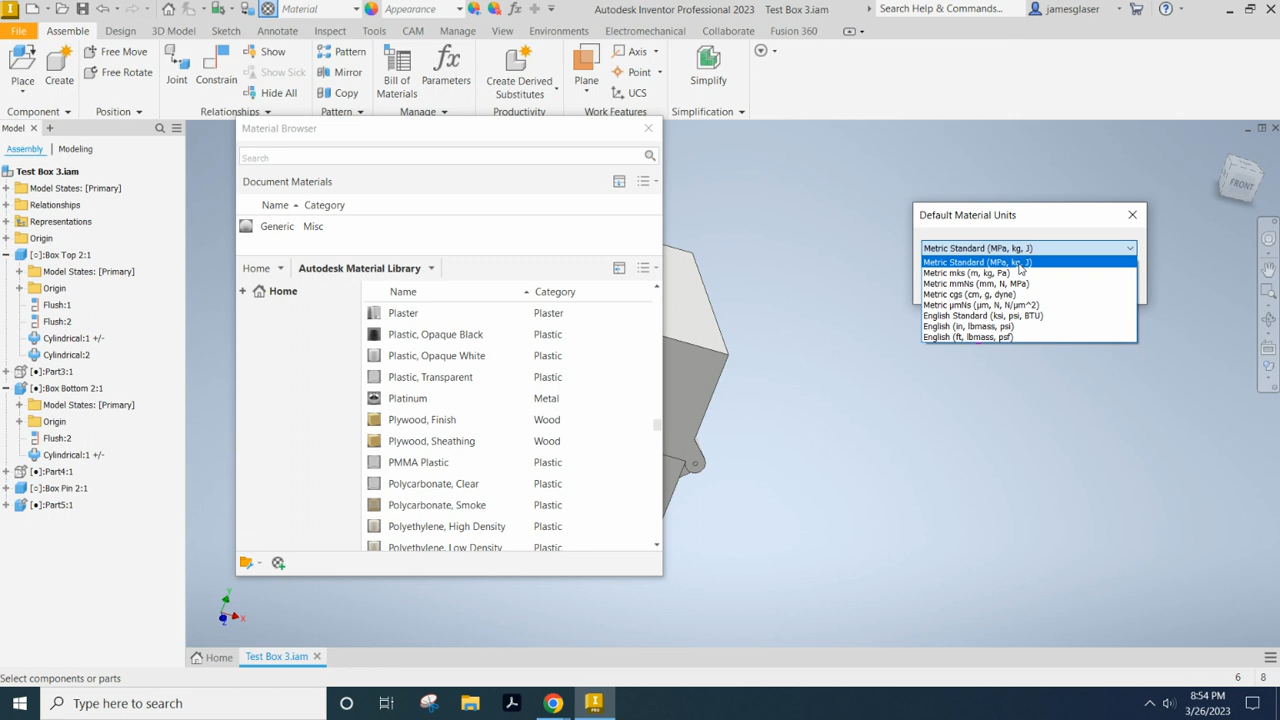 Material
Appearance
Autodesk Inventor Professional 2023 Test Box 3.iam
Search Help & Commands...
jamesglaser
File
Assemble
Design
3D Model
Sketch
Annotate
Inspect
Tools
CAM
Manage
View
Environments
Electromechanical
Collaborate
Fusion 360
Place
Create
Free Move
Free Rotate
Component
Position
Joint
Constrain
Show
Show Sick
Hide All
Relationships
Pattern
Mirror
Copy
Pattern
Bill of
Materials
Parameters
Manage
Create Derived
Substitutes
Productivity
Plane
Axis
Point
UCS
Work Features
Simplify
Simplification
Model
Assembly
Modeling
Test Box 3.iam
Model States: [Primary]
Relationships
Representations
Origin
[○]:Box Top 2:1
Model States: [Primary]
Origin
Flush:1
Flush:2
Cylindrical:1 +/-
Cylindrical:2
[●]:Part3:1
[●]:Box Bottom 2:1
Model States: [Primary]
Origin
Flush:2
Cylindrical:1 +/-
[●]:Part4:1
[○]:Box Pin 2:1
[●]:Part5:1
Material Browser
Search
Document Materials
Name Category
Generic Misc
Home
Autodesk Material Library
Home
Name Category
Plaster Plaster
Plastic, Opaque Black Plastic
Plastic, Opaque White Plastic
Plastic, Transparent Plastic
Platinum Metal
Plywood, Finish Wood
Plywood, Sheathing Wood
PMMA Plastic Plastic
Polycarbonate, Clear Plastic
Polycarbonate, Smoke Plastic
Polyethylene, High Density Plastic
Polyethylene, Low Density Plastic
Default Material Units
Metric Standard (MPa, kg, J)
Metric Standard (MPa, kg, J)
Metric mks (m, kg, Pa)
Metric mmNs (mm, N, MPa)
Metric cgs (cm, g, dyne)
Metric µmNs (µm, N, N/µm^2)
English Standard (ksi, psi, BTU)
English (in, lbmass, psi)
English (ft, lbmass, psf)
FRONT
Y
X
Z
Home
Test Box 3.iam
Select components or parts
6 8
Type here to search
8:54 PM
3/26/2023